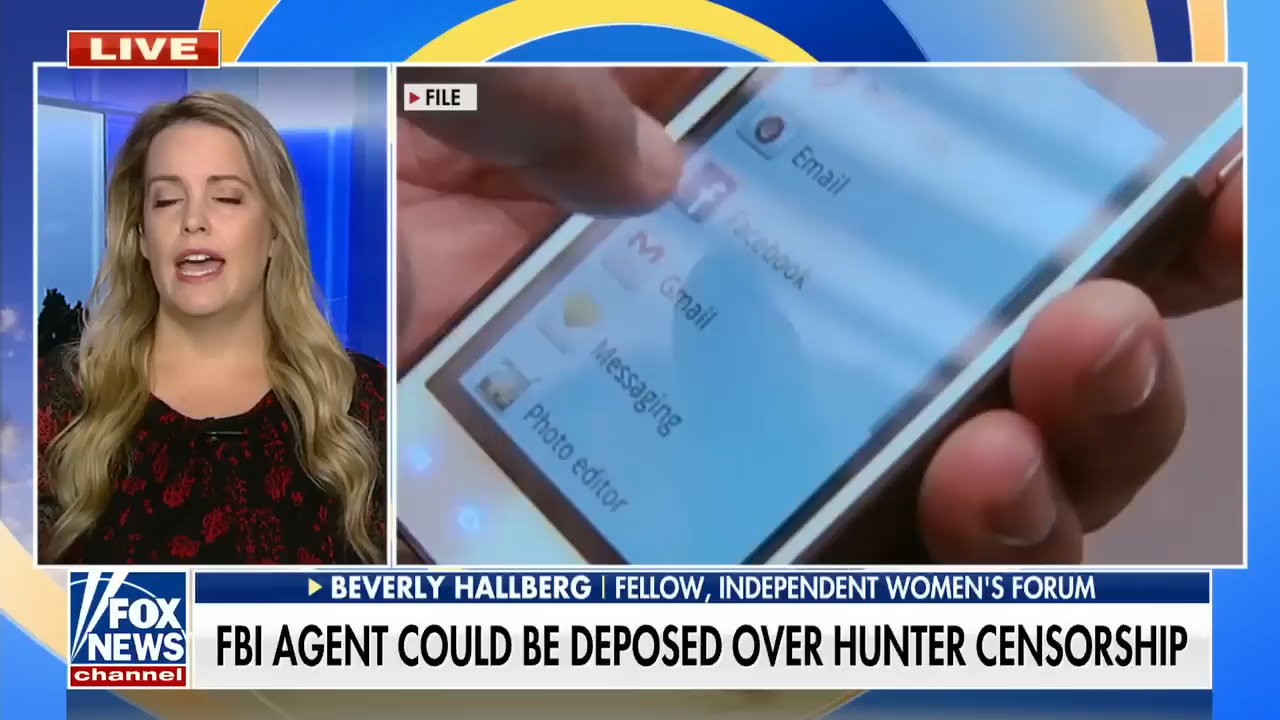 LIVE
FILE
Email
Facebook
Gmail
Messaging
Photo editor
BEVERLY HALLBERG | FELLOW, INDEPENDENT WOMEN'S FORUM
FOX
NEWS
channel
FBI AGENT COULD BE DEPOSED OVER HUNTER CENSORSHIP